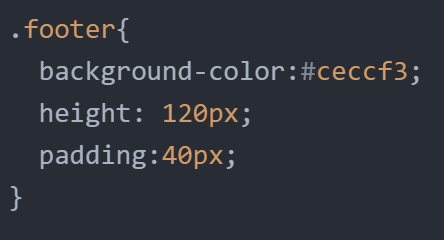 .footer{
  background-color:#ceccf3;
  height: 120px;
  padding:40px;
}